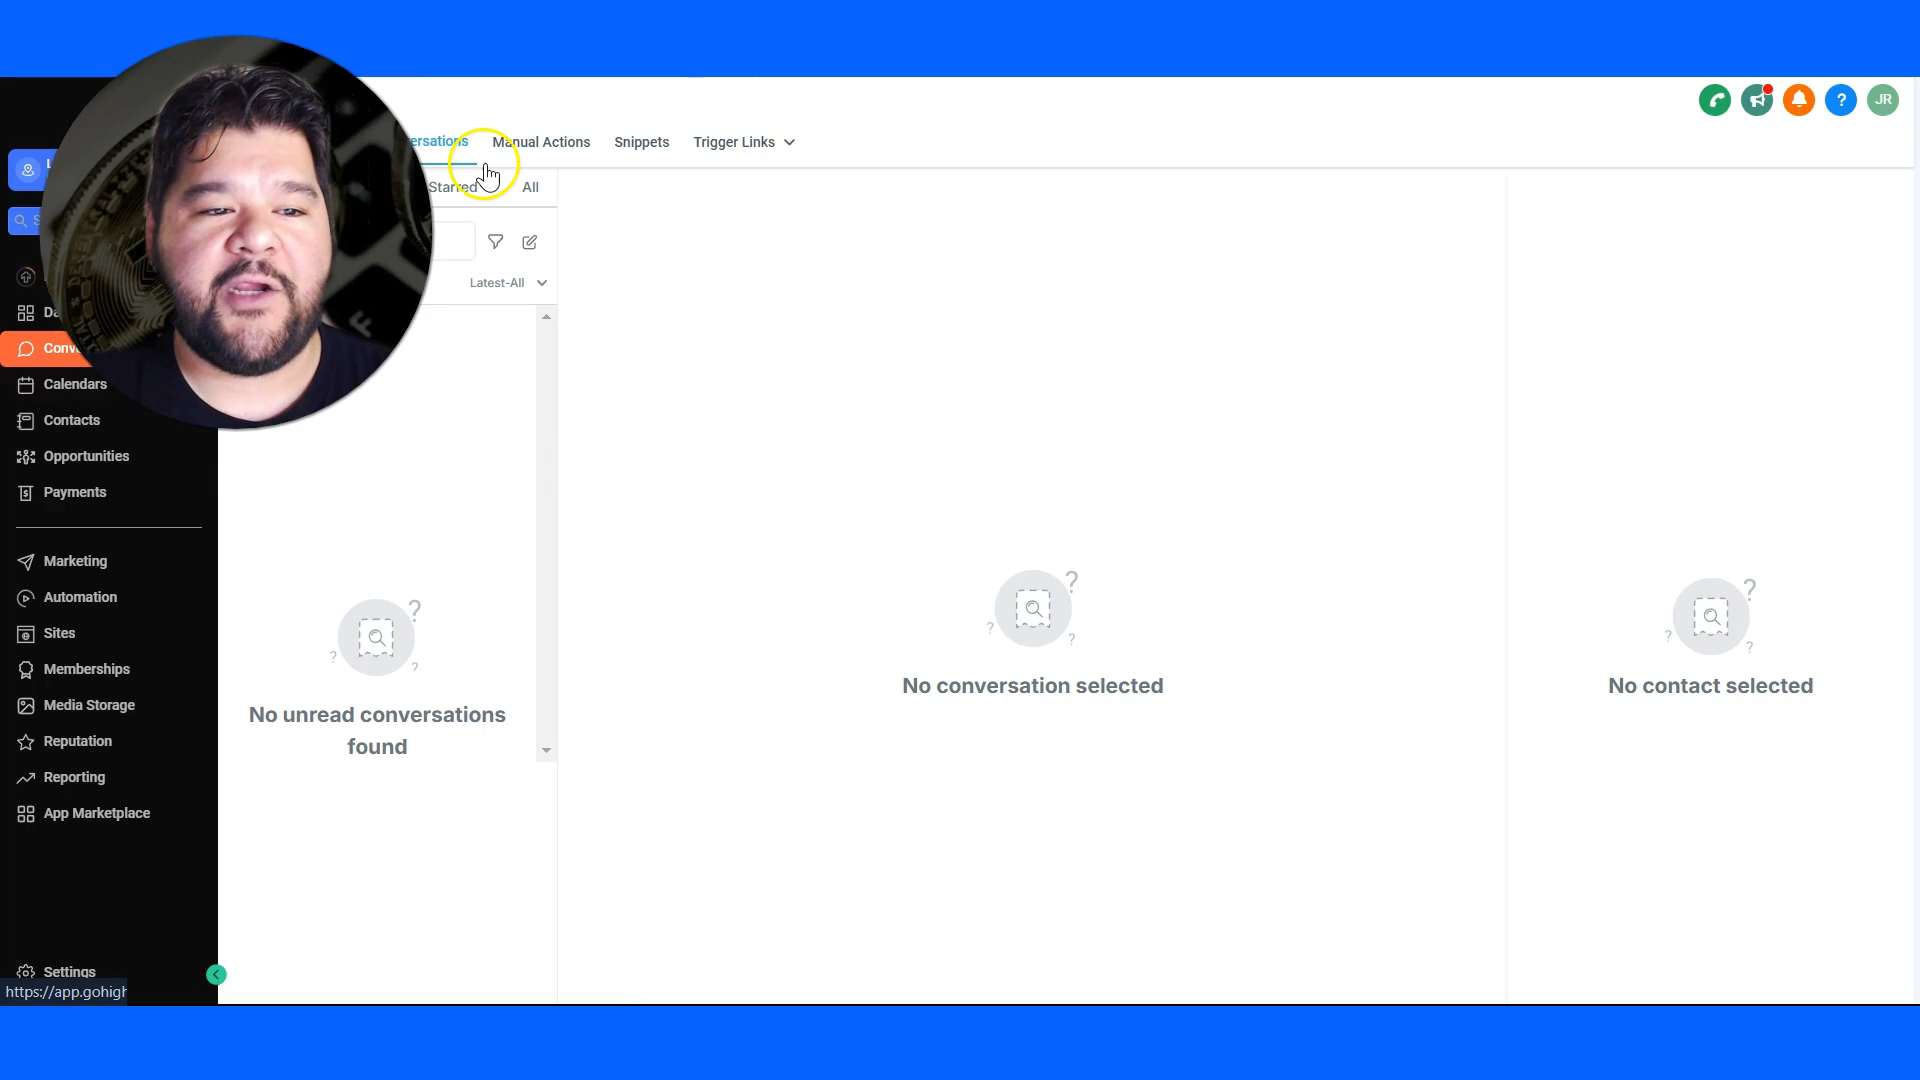 JR
ersations
Manual Actions
Snippets
Trigger Links
Starred
All
Latest-All
Conv
Calendars
Contacts
Opportunities
Payments
Marketing
Automation
Sites
Memberships
Media Storage
Reputation
Reporting
App Marketplace
Settings
https://app.gohigh
No unread conversations
found
No conversation selected
No contact selected